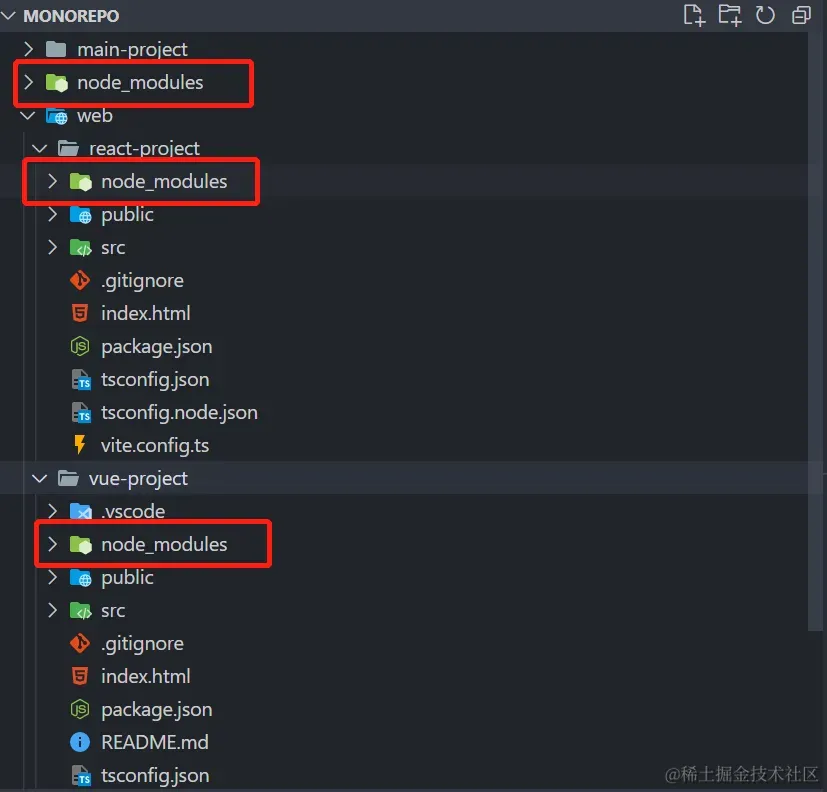 MONOREPO
main-project
node_modules
web
react-project
node_modules
public
src
.gitignore
index.html
package.json
tsconfig.json
tsconfig.node.json
vite.config.ts
vue-project
.vscode
node_modules
public
src
.gitignore
index.html
package.json
README.md
tsconfig.json
@稀土掘金技术社区